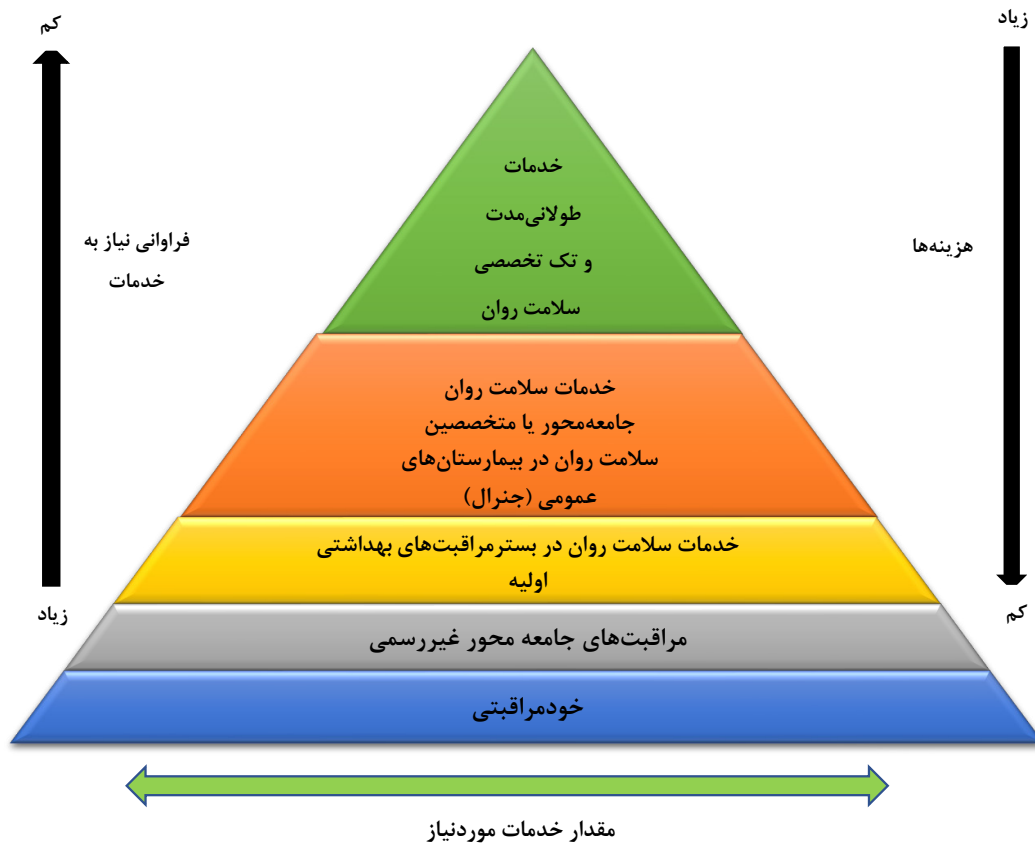 زیاد
کم
خدمات
طولانی‌مدت
و تک تخصصی
سلامت روان
هزینه‌ها
فراوانی نیاز به
خدمات
خدمات سلامت روان
جامعه‌محور یا متخصصین
سلامت روان در بیمارستان‌های
عمومی (جنرال)
خدمات سلامت روان در بسترمراقبت‌های بهداشتی
اولیه
کم
زیاد
مراقبت‌های جامعه محور غیررسمی
خودمراقبتی
مقدار خدمات موردنیاز